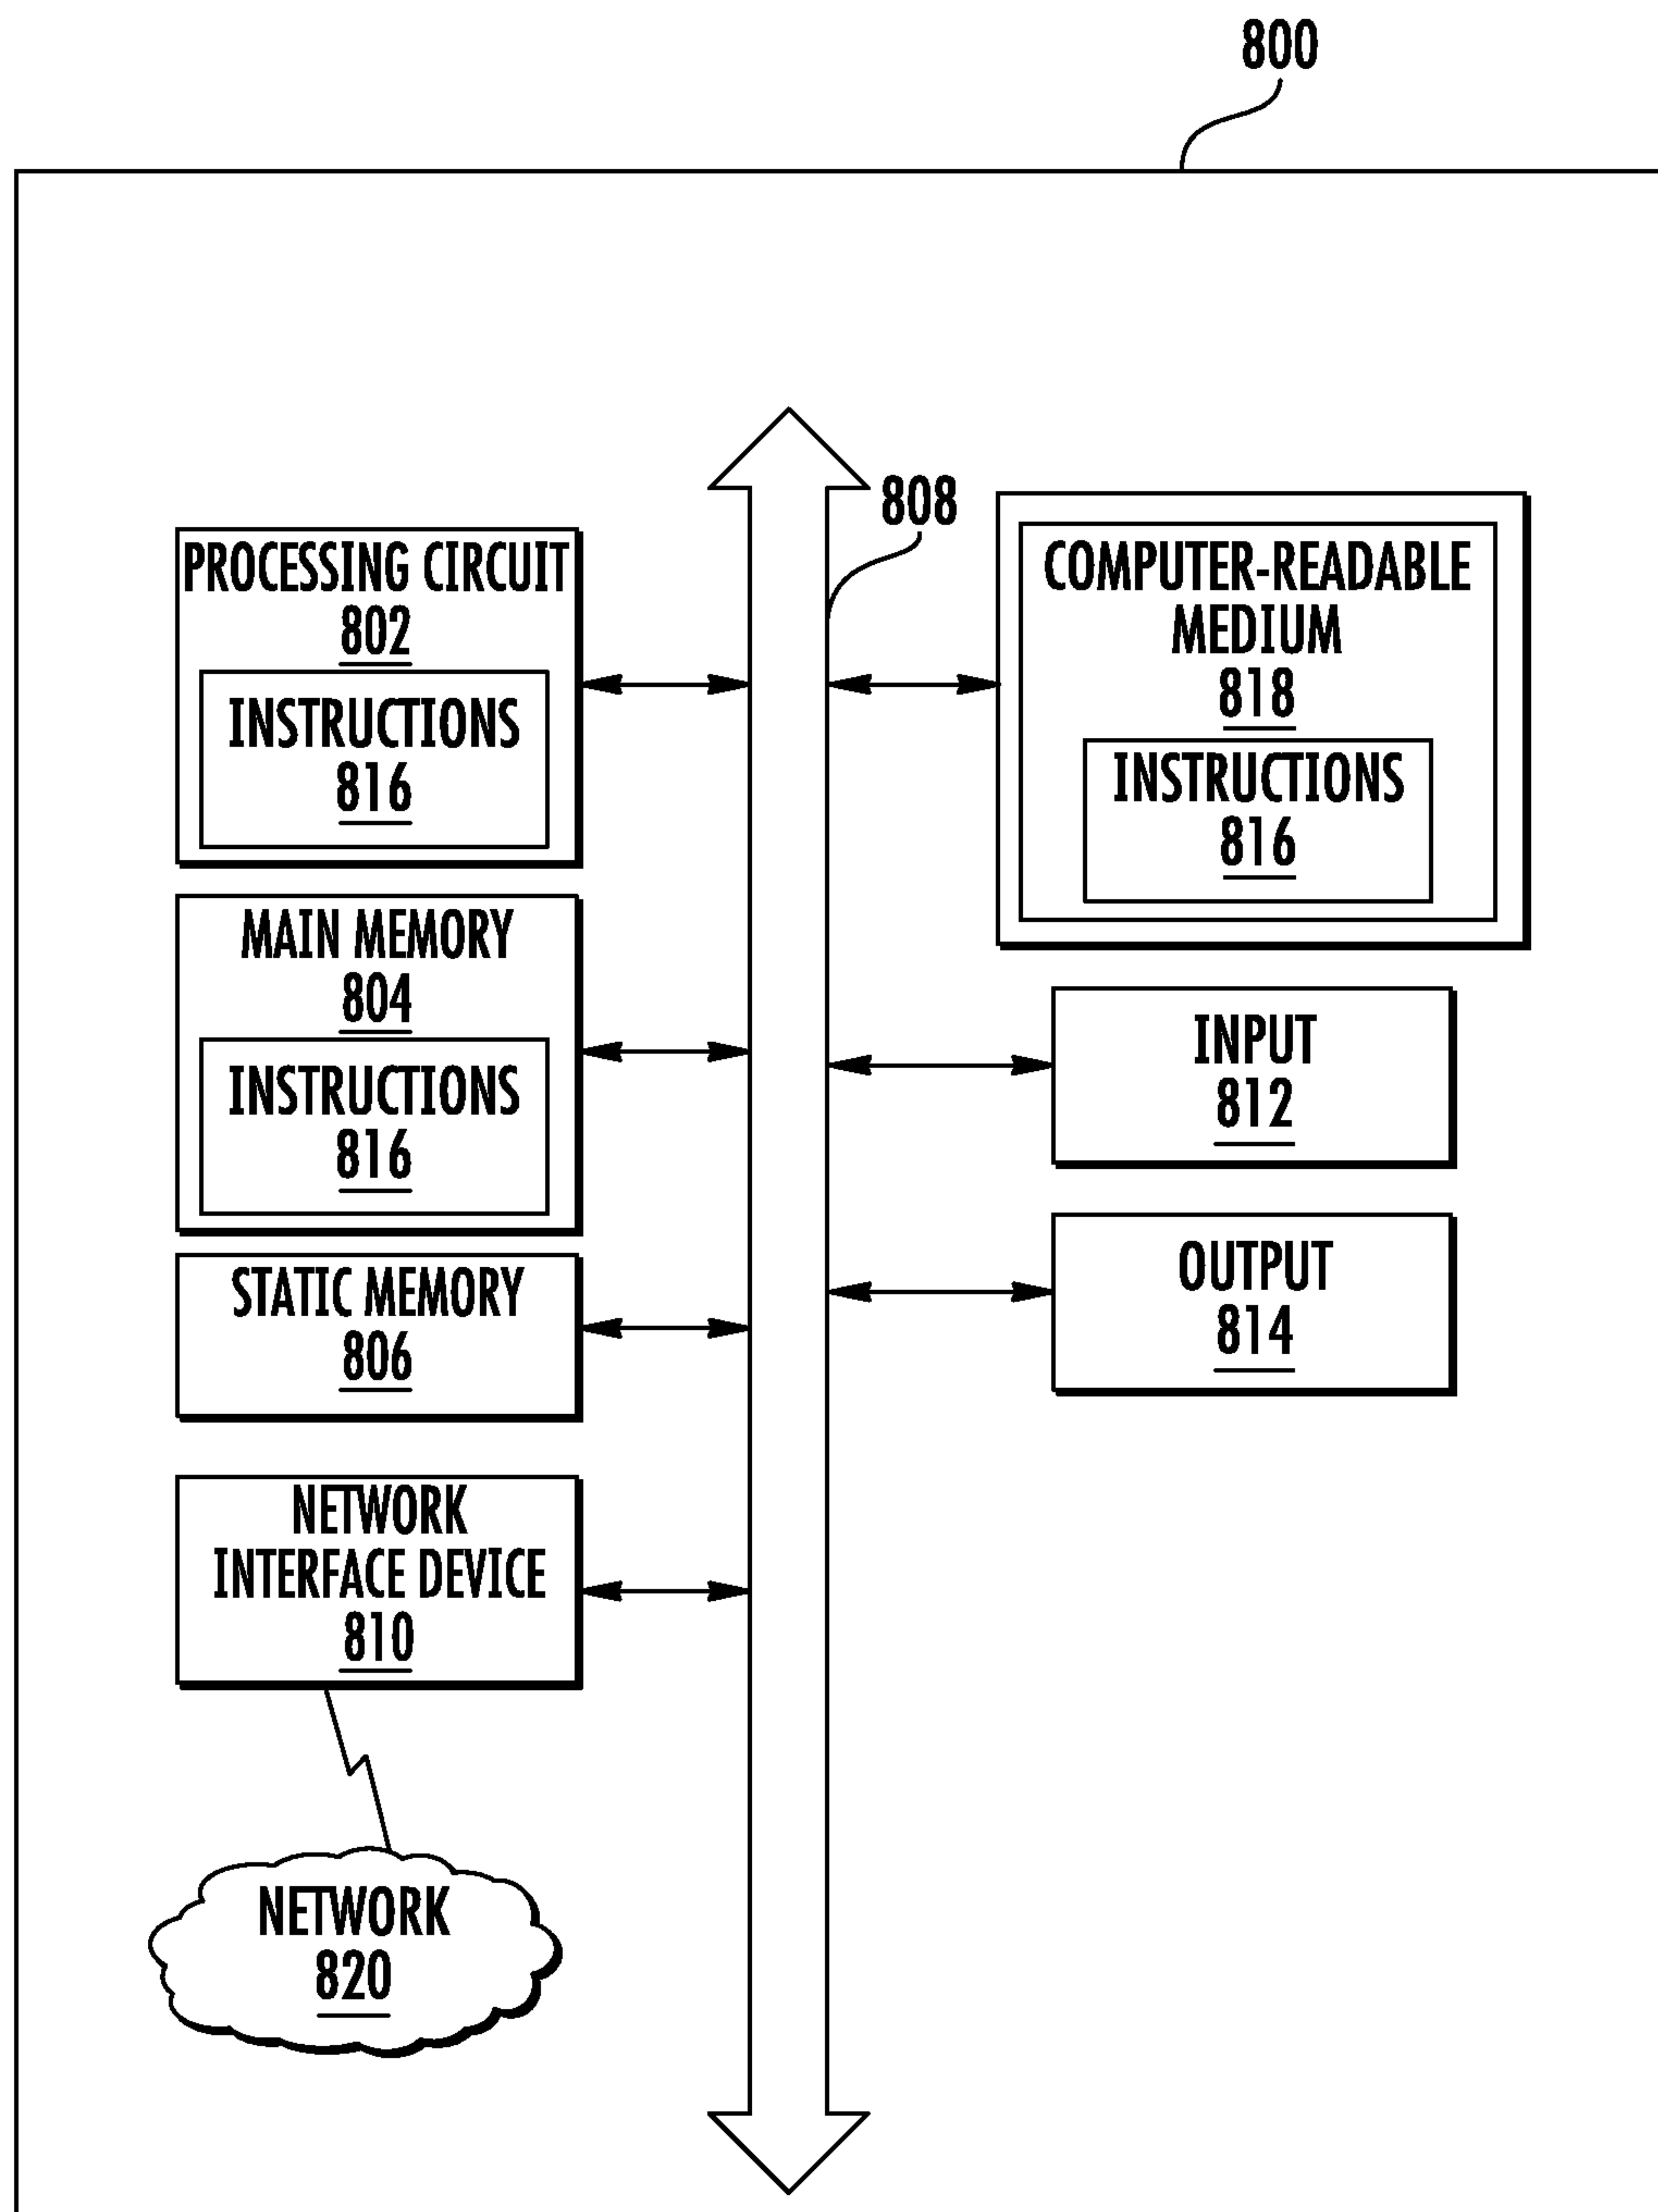 800
808
PROCESSING CIRCUIT
802
INSTRUCTIONS
816
MAIN MEMORY
804
INSTRUCTIONS
816
STATIC MEMORY
806
NETWORK
INTERFACE DEVICE
810
NETWORK
820
COMPUTER-READABLE
MEDIUM
818
INSTRUCTIONS
816
INPUT
812
OUTPUT
814